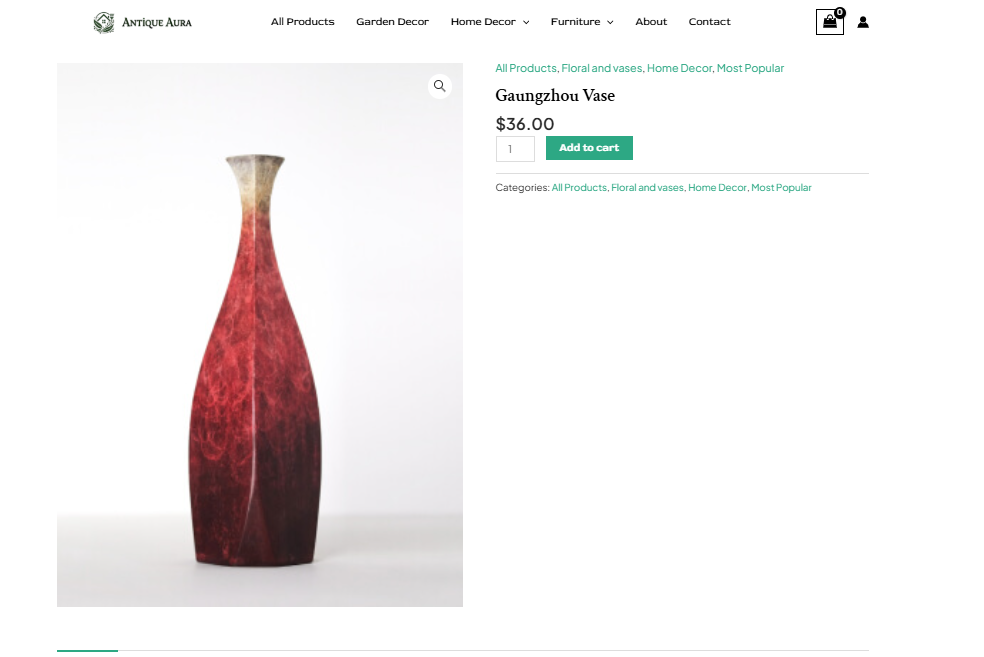 Antique Aura
All Products Garden Decor Home Decor Furniture About Contact
0
All Products, Floral and vases, Home Decor, Most Popular
Gaungzhou Vase
$36.00
1 Add to cart
Categories: All Products, Floral and vases, Home Decor, Most Popular